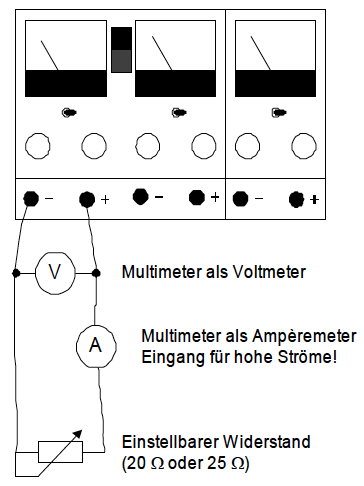 − + − + − +
V
Multimeter als Voltmeter
Multimeter als Ampèremeter
A
Eingang für hohe Ströme!
Einstellbarer Widerstand
(20 Ω oder 25 Ω)